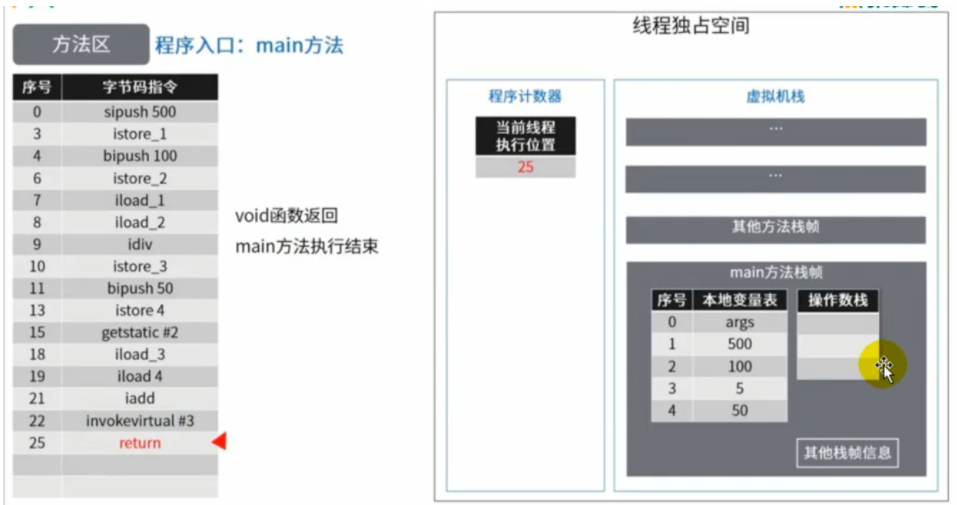 方法区
程序入口：main方法
序号 字节码指令
0 sipush 500
3 istore_1
4 bipush 100
6 istore_2
7 iload_1
8 iload_2
9 idiv
10 istore_3
11 bipush 50
13 istore 4
15 getstatic #2
18 iload_3
19 iload 4
21 iadd
22 invokevirtual #3
25 return
void函数返回
main方法执行结束
线程独占空间
程序计数器
当前线程
执行位置
25
虚拟机栈
...
...
其他方法栈帧
main方法栈帧
序号 本地变量表 操作数栈
0 args
1 500
2 100
3 5
4 50
其他栈帧信息